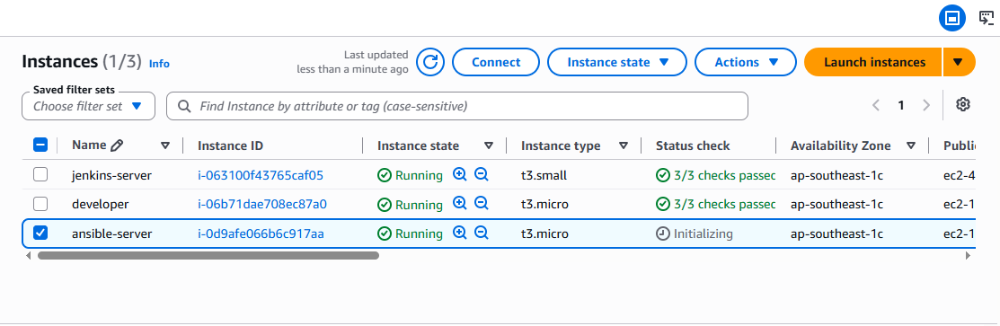 Instances (1/3) Info
Last updated
less than a minute ago
Connect
Instance state
Actions
Launch instances
Saved filter sets
Choose filter set
Find Instance by attribute or tag (case-sensitive)
1
Name Instance ID Instance state Instance type Status check Availability Zone Public
jenkins-server i-063100f43765caf05 Running t3.small 3/3 checks passed ap-southeast-1c ec2-4
developer i-06b71dae708ec87a0 Running t3.micro 3/3 checks passed ap-southeast-1c ec2-1
ansible-server i-0d9afe066b6c917aa Running t3.micro Initializing ap-southeast-1c ec2-1